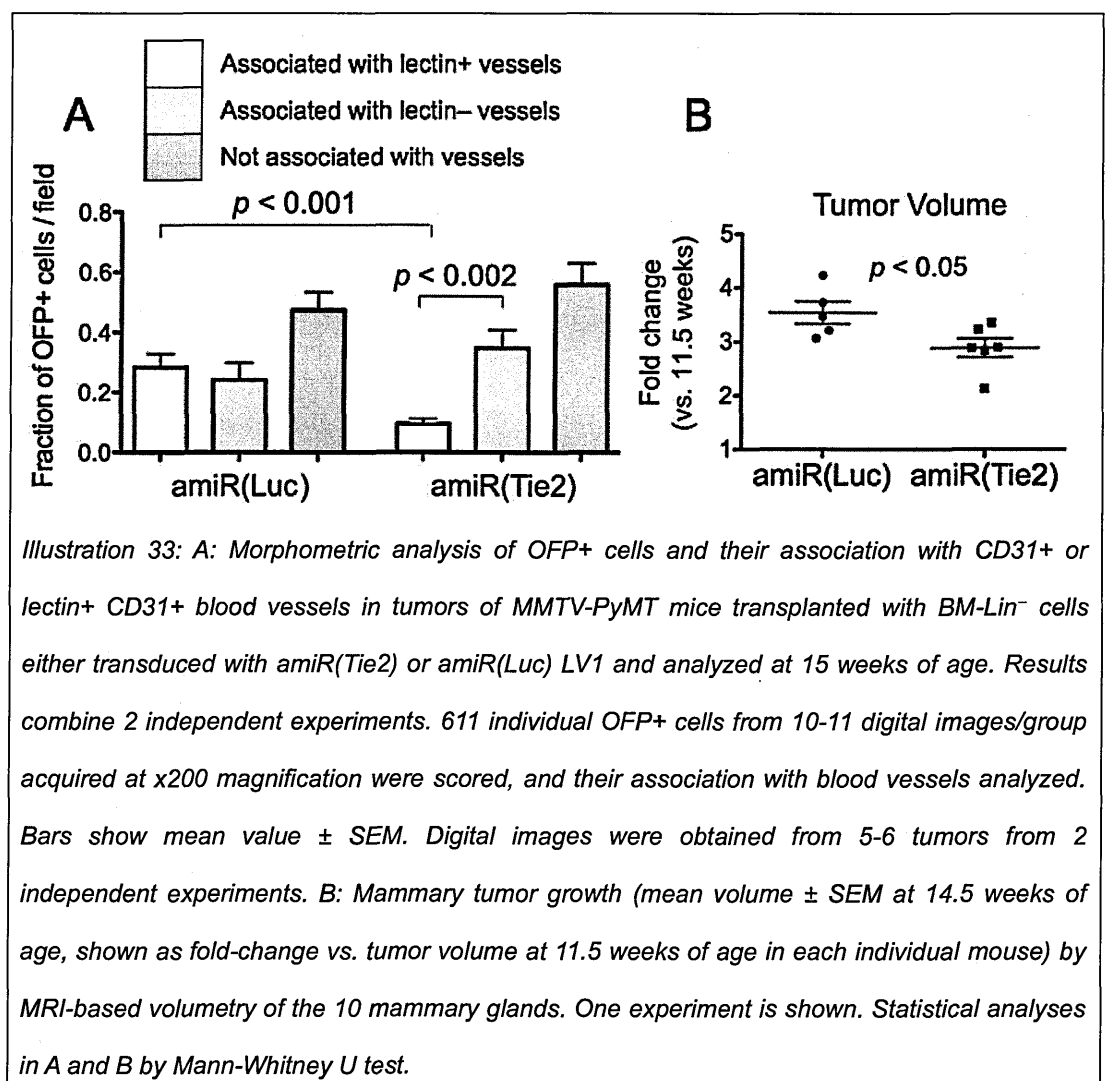 Associated with lectin+ vessels
Associated with lectin– vessels
Not associated with vessels
A
Fraction of OFP+ cells / field
0.8
0.6
0.4
0.2
0.0
p < 0.001
p < 0.002
amiR(Luc)
amiR(Tie2)
B
Tumor Volume
Fold change
(vs. 11.5 weeks)
5
4
3
2
1
p < 0.05
amiR(Luc)
amiR(Tie2)
Illustration 33: A: Morphometric analysis of OFP+ cells and their association with CD31+ or
lectin+ CD31+ blood vessels in tumors of MMTV-PyMT mice transplanted with BM-Lin⁻ cells
either transduced with amiR(Tie2) or amiR(Luc) LV1 and analyzed at 15 weeks of age. Results
combine 2 independent experiments. 611 individual OFP+ cells from 10-11 digital images/group
acquired at x200 magnification were scored, and their association with blood vessels analyzed.
Bars show mean value ± SEM. Digital images were obtained from 5-6 tumors from 2
independent experiments. B: Mammary tumor growth (mean volume ± SEM at 14.5 weeks of
age, shown as fold-change vs. tumor volume at 11.5 weeks of age in each individual mouse) by
MRI-based volumetry of the 10 mammary glands. One experiment is shown. Statistical analyses
in A and B by Mann-Whitney U test.